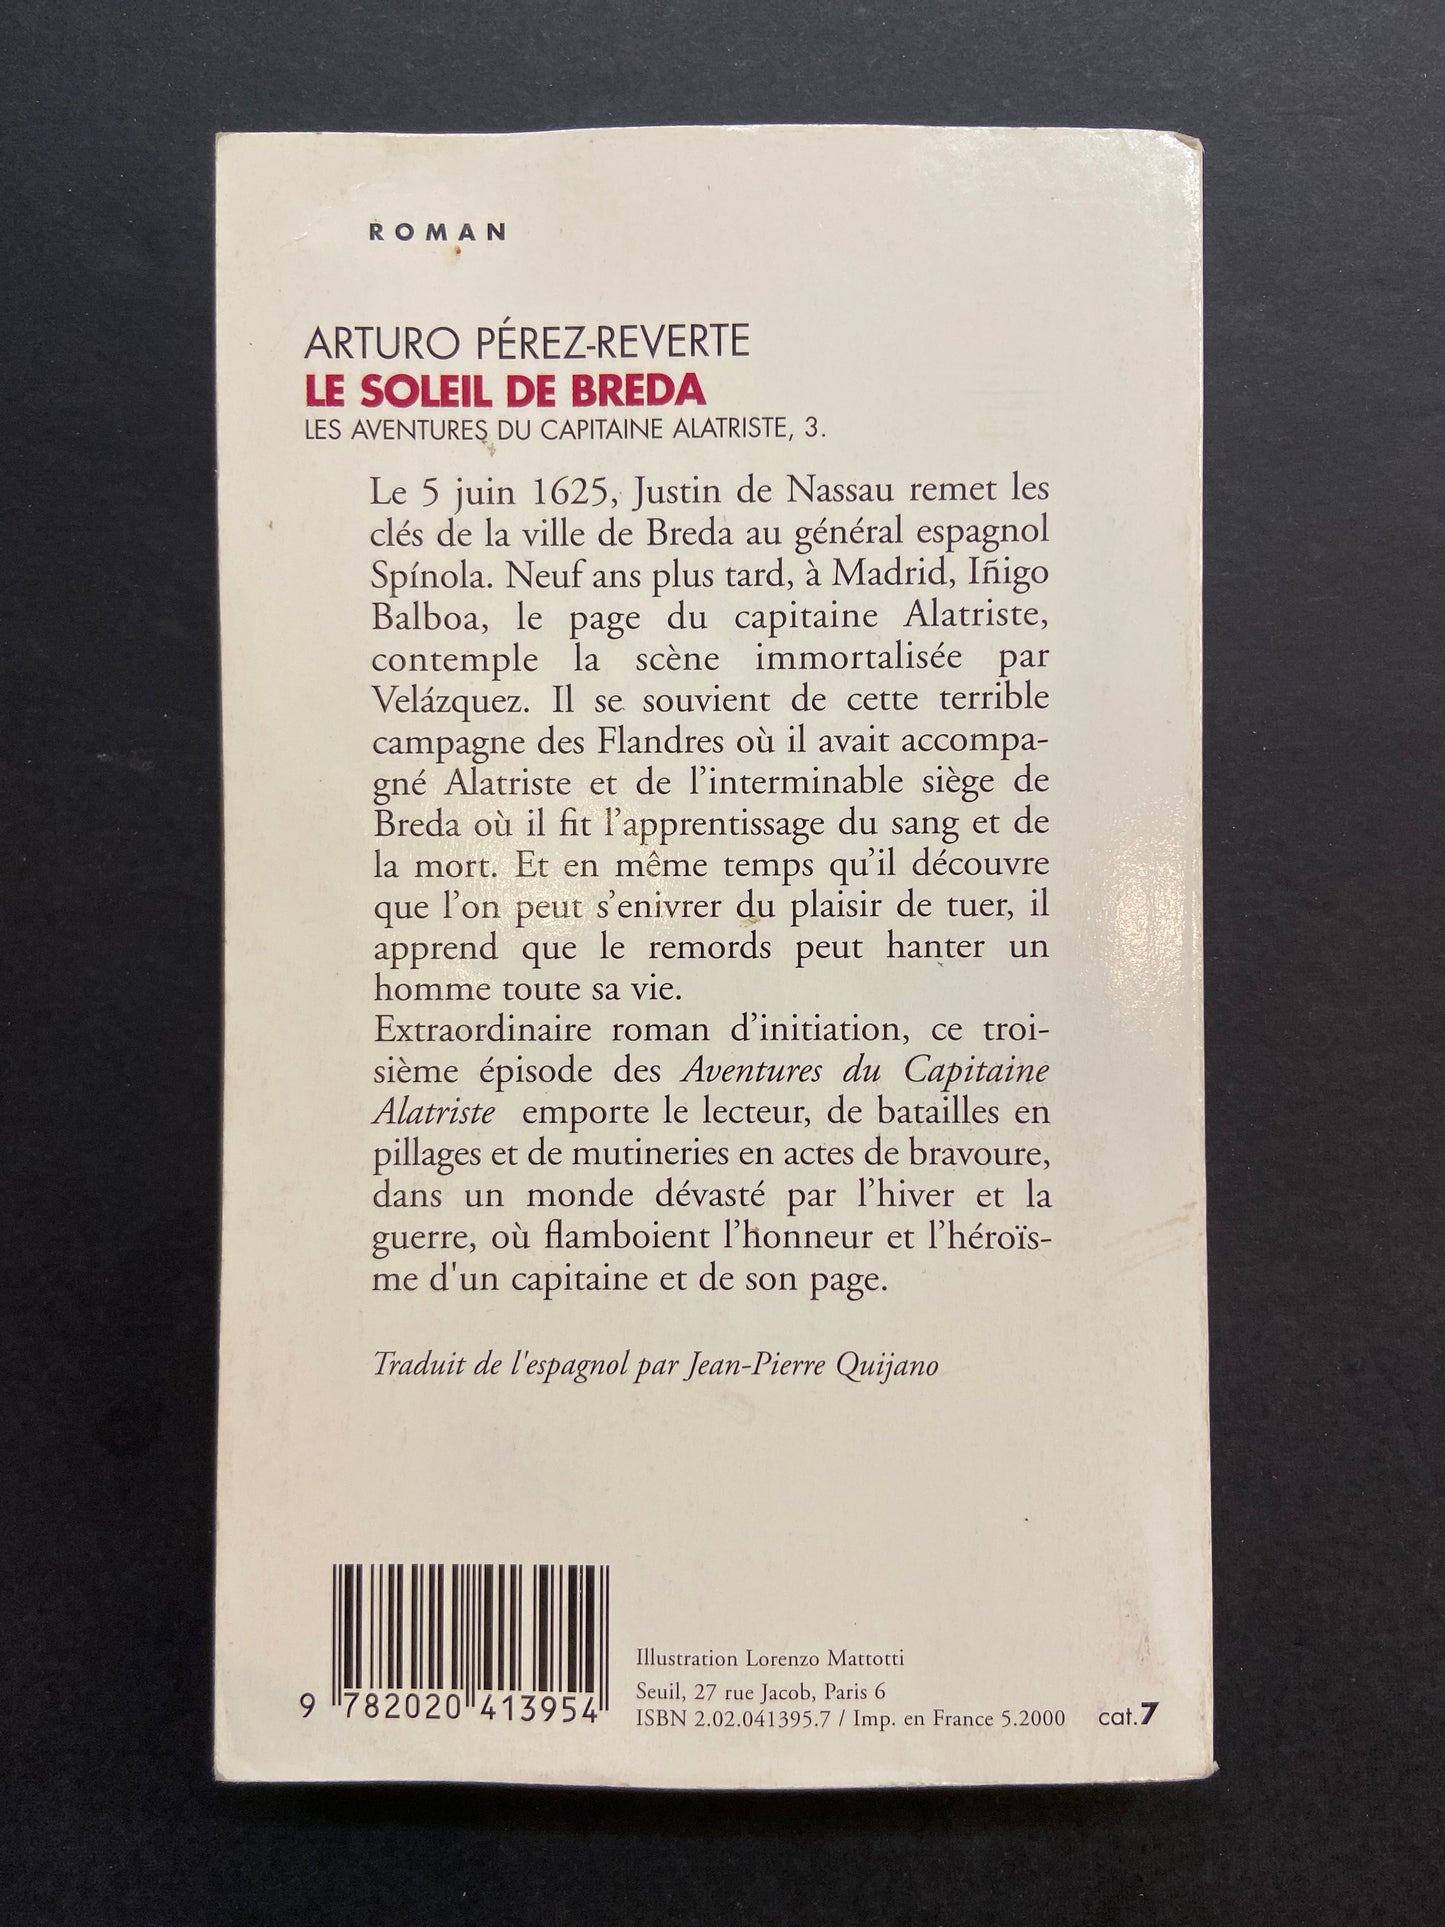 ROMAN
ARTURO PÉREZ-REVERTE
LE SOLEIL DE BREDA
LES AVENTURES DU CAPITAINE ALATRISTE, 3.
Le 5 juin 1625, Justin de Nassau remet les
clés de la ville de Breda au général espagnol
Spínola. Neuf ans plus tard, à Madrid, Iñigo
Balboa, le page du capitaine Alatriste,
contemple la scène immortalisée par
Velázquez. Il se souvient de cette terrible
campagne des Flandres où il avait accompa-
gné Alatriste et de l'interminable siège de
Breda où il fit l'apprentissage du sang et de
la mort. Et en même temps qu'il découvre
que l'on peut s'enivrer du plaisir de tuer, il
apprend que le remords peut hanter un
homme toute sa vie.
Extraordinaire roman d'initiation, ce troi-
sième épisode des Aventures du Capitaine
Alatriste emporte le lecteur, de batailles en
pillages et de mutineries en actes de bravoure,
dans un monde dévasté par l'hiver et la
guerre, où flamboient l'honneur et l'héroïs-
me d'un capitaine et de son page.
Traduit de l'espagnol par Jean-Pierre Quijano
9 782020 413954
Illustration Lorenzo Mattotti
Seuil, 27 rue Jacob, Paris 6
ISBN 2.02.041395.7 / Imp. en France 5.2000 cat.7